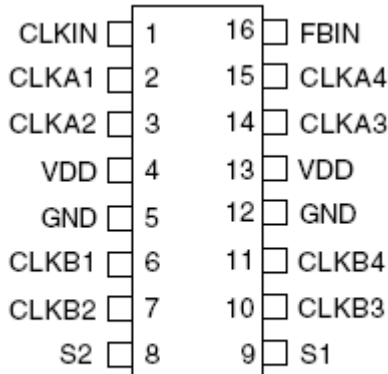 CLKIN 1 16 FBIN
CLKA1 2 15 CLKA4
CLKA2 3 14 CLKA3
VDD 4 13 VDD
GND 5 12 GND
CLKB1 6 11 CLKB4
CLKB2 7 10 CLKB3
S2 8 9 S1